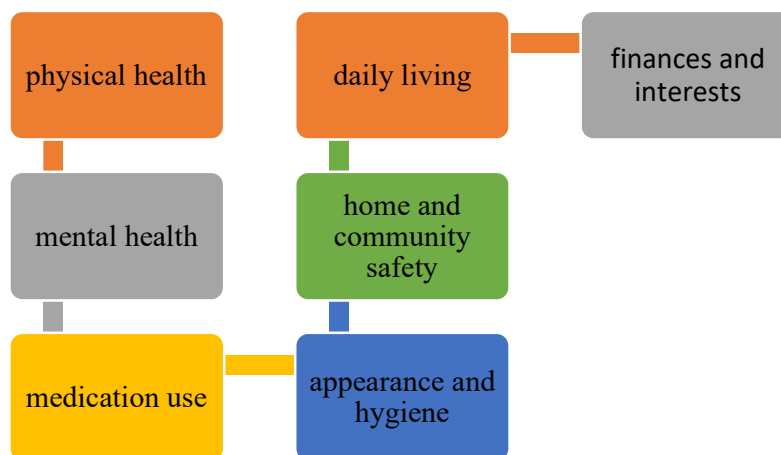 physical health
mental health
medication use
appearance and
hygiene
home and
community
safety
daily living
finances and
interests